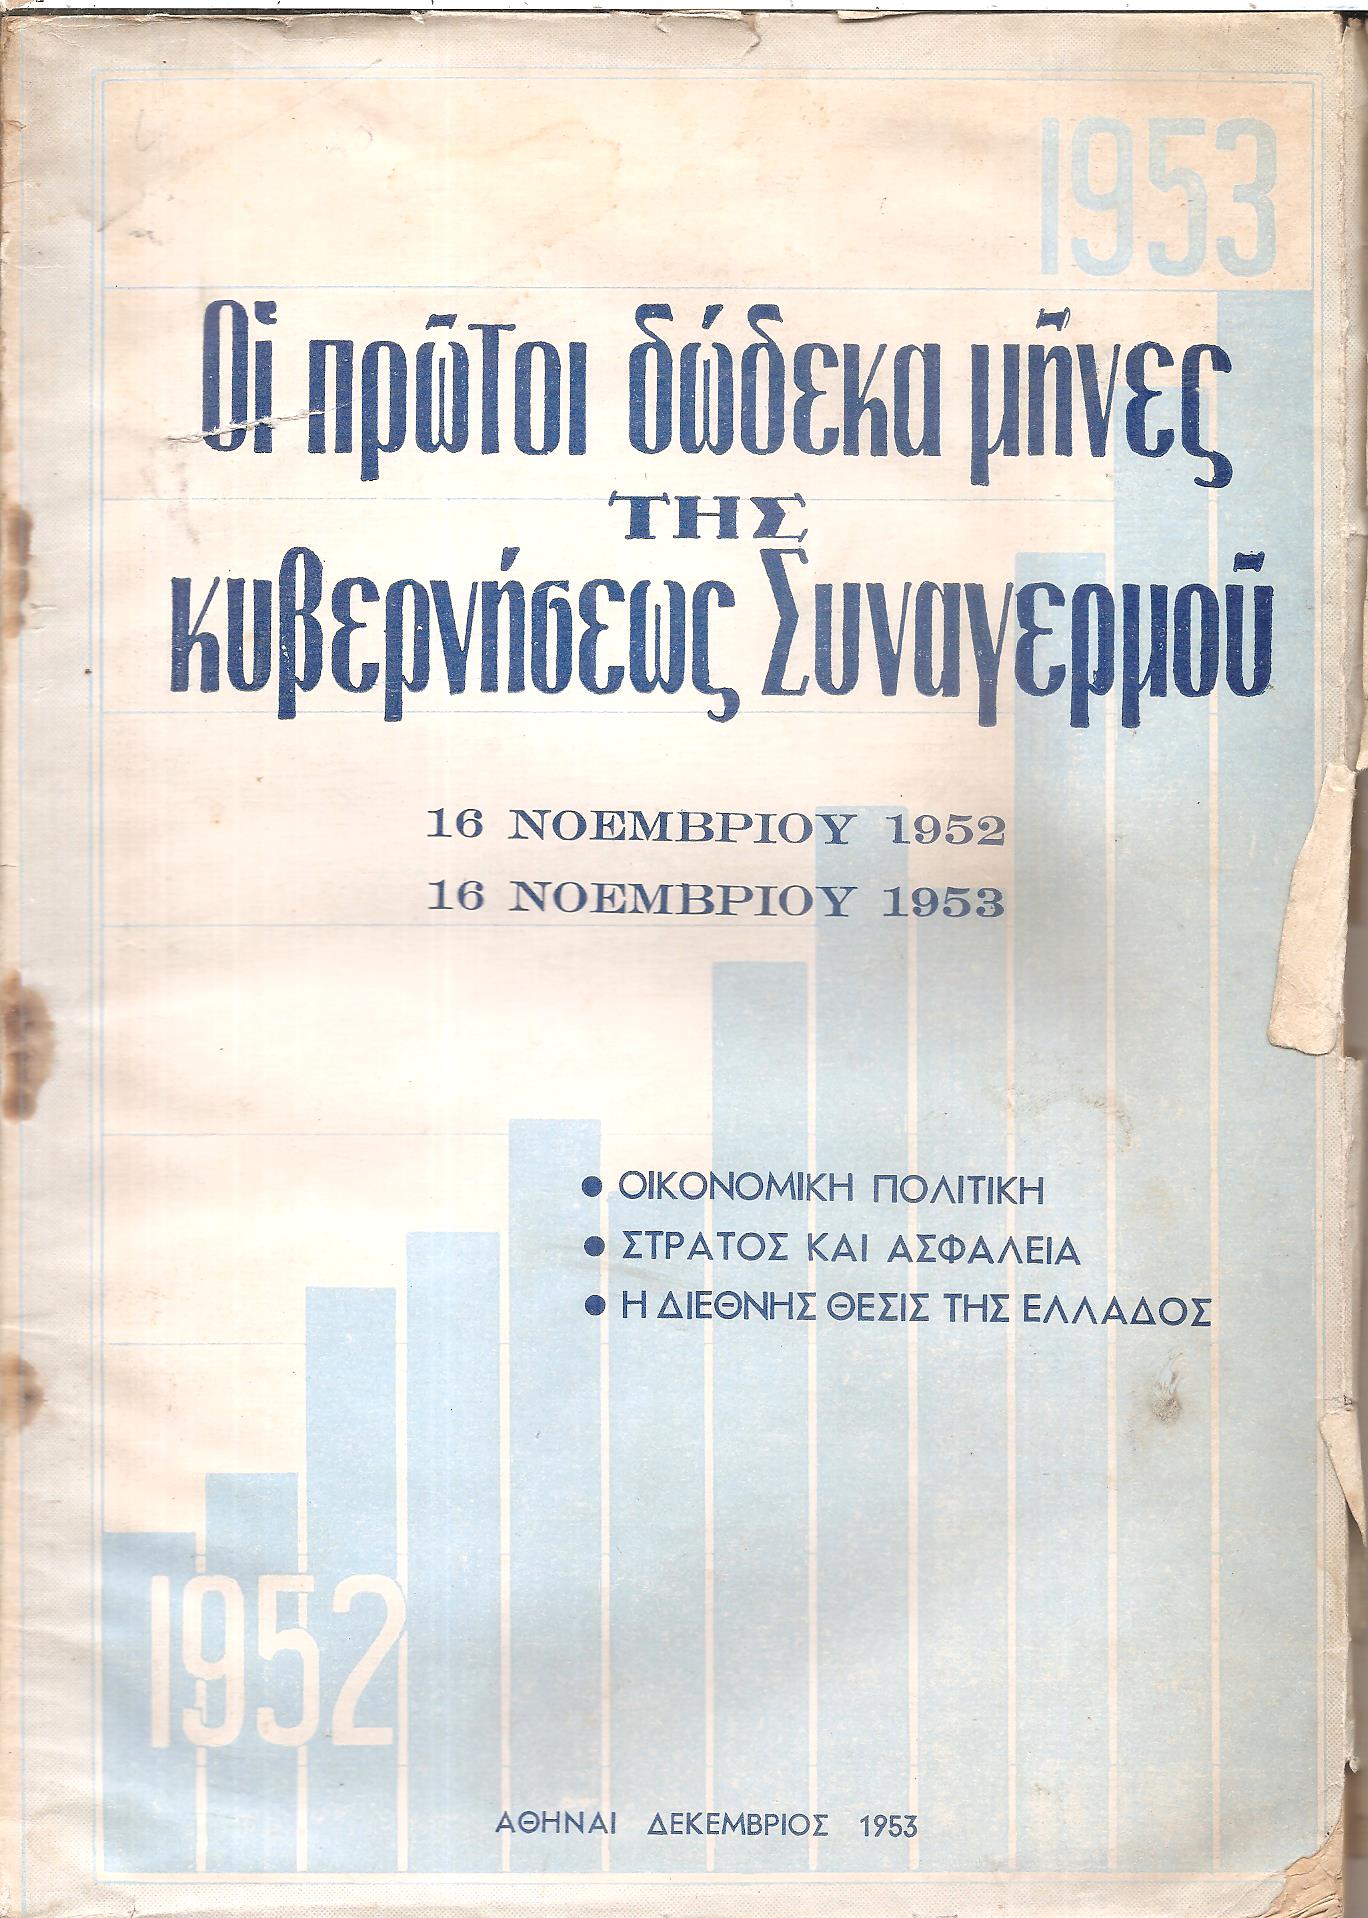 1953
Οἱ πρῶτοι δώδεκα μῆνες
ΤΗΣ
κυβερνήσεως Συναγερμοῦ
16 ΝΟΕΜΒΡΙΟΥ 1952
16 ΝΟΕΜΒΡΙΟΥ 1953
• ΟΙΚΟΝΟΜΙΚΗ ΠΟΛΙΤΙΚΗ
• ΣΤΡΑΤΟΣ ΚΑΙ ΑΣΦΑΛΕΙΑ
• Η ΔΙΕΘΝΗΣ ΘΕΣΙΣ ΤΗΣ ΕΛΛΑΔΟΣ
1952
ΑΘΗΝΑΙ ΔΕΚΕΜΒΡΙΟΣ 1953